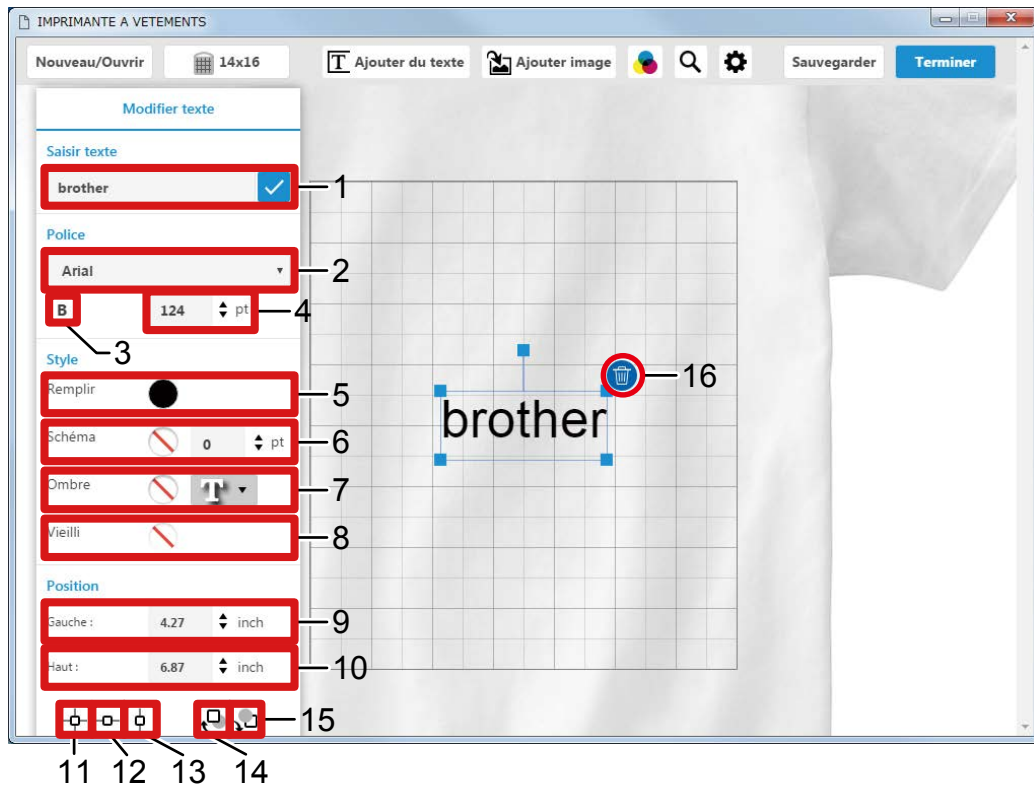 IMPRIMANTE A VETEMENTS
Nouveau/Ouvrir 14x16 Ajouter du texte Ajouter image Sauvegarder Terminer
Modifier texte
Saisir texte
brother 1
Police
Arial 2
B 124 pt 4
3
Style
Remplir 5
Schéma 0 pt 6
Ombre T 7
Vieilli 8
Position
Gauche : 4.27 inch 9
Haut : 6.87 inch 10
15
11 12 13 14
brother
16